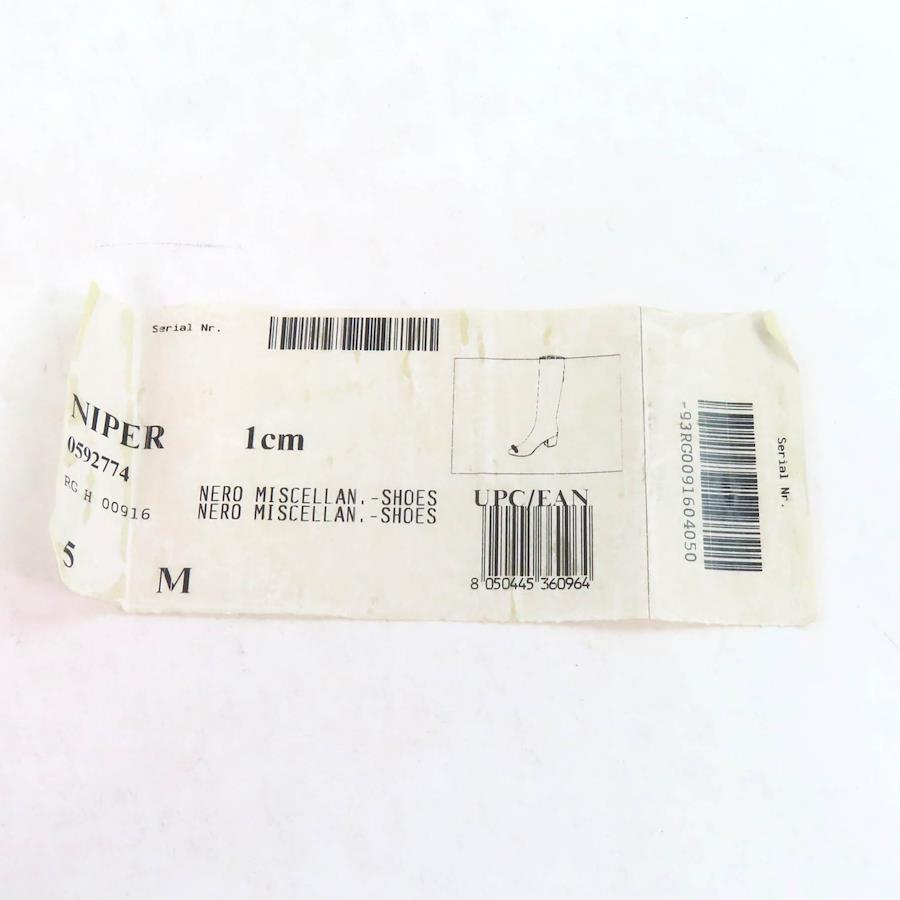 Serial Nr.
NIPER
0592774
RG H 00916
5
1cm
NERO MISCELLAN.-SHOES
NERO MISCELLAN.-SHOES
M
UPC/EAN
8 050445 360964
-93RG0091604050
Serial Nr.